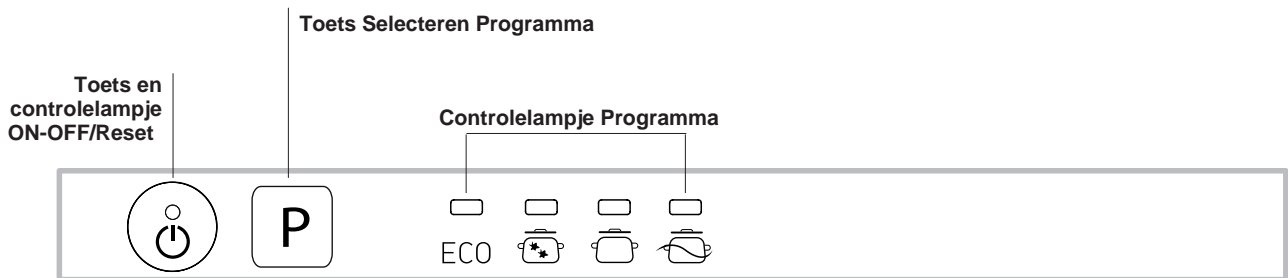 Toets Selecteren Programma
Toets en
controlelampje
ON-OFF/Reset
Controlelampje Programma
P
ECO